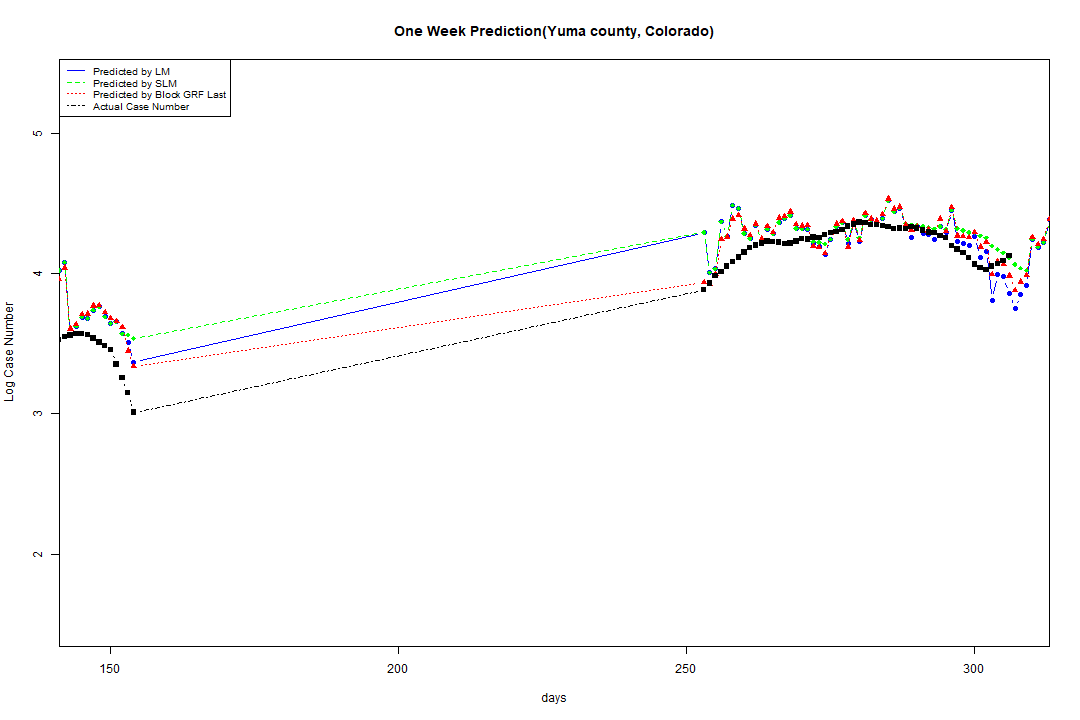 One Week Prediction(Yuma county, Colorado)
Predicted by LM
Predicted by SLM
Predicted by Block GRF Last
Actual Case Number
Log Case Number
5
4
3
2
150
200
250
300
days